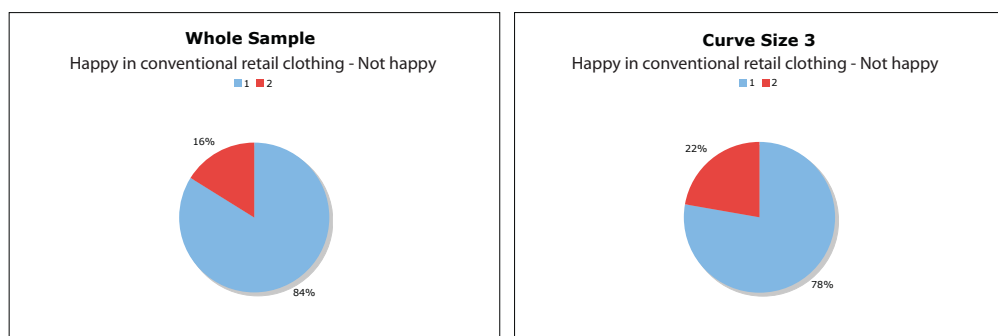 Whole Sample
Happy in conventional retail clothing - Not happy
1 2
16%
84%
Curve Size 3
Happy in conventional retail clothing - Not happy
1 2
22%
78%